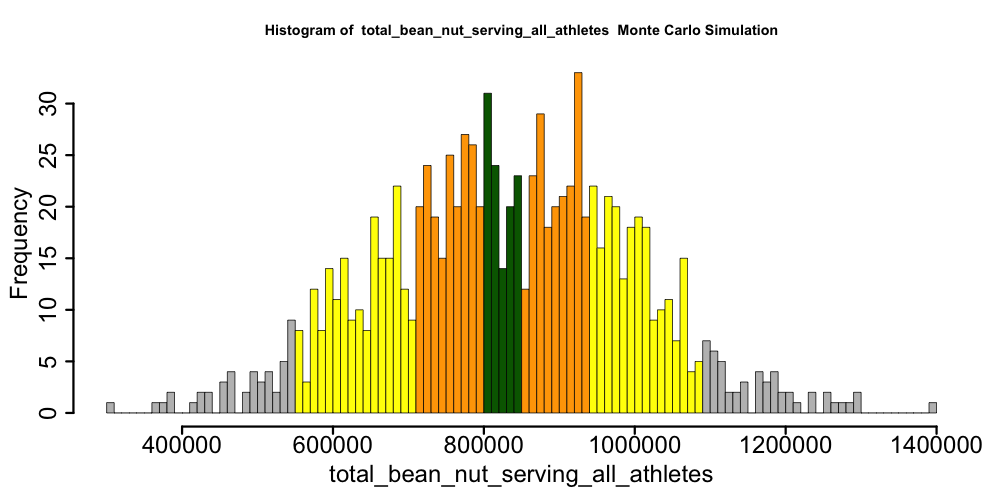 Histogram of  total_bean_nut_serving_all_athletes  Monte Carlo Simulation
Frequency
30
25
20
15
10
5
0
400000 600000 800000 1000000 1200000 1400000
total_bean_nut_serving_all_athletes